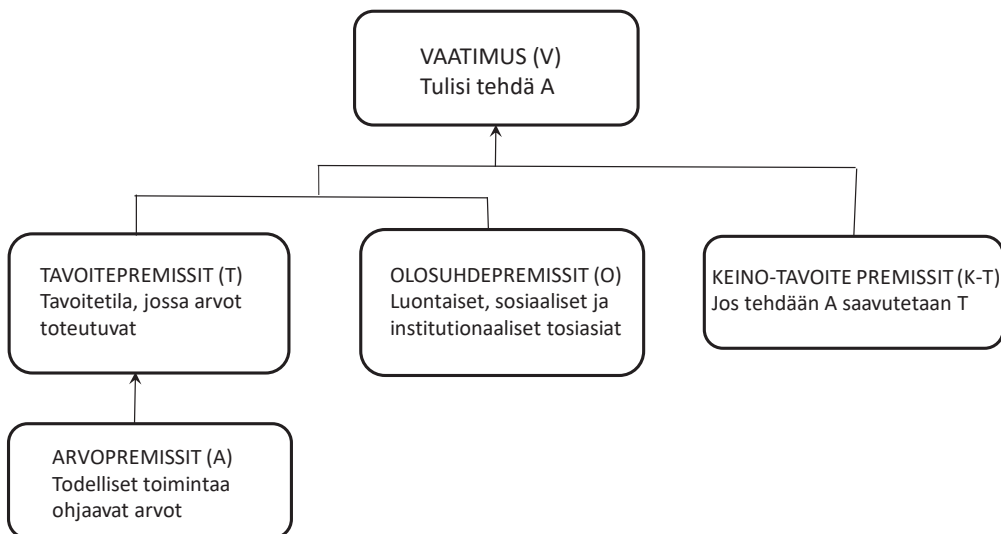 VAATIMUS (V)
Tulisi tehdä A
TAVOITEPREMISSIT (T)
Tavoitetila, jossa arvot
toteutuvat
OLOSUHDEPREMISSIT (O)
Luontaiset, sosiaaliset ja
institutionaaliset tosiasiat
KEINO-TAVOITE PREMISSIT (K-T)
Jos tehdään A saavutetaan T
ARVOPREMISSIT (A)
Todelliset toimintaa
ohjaavat arvot